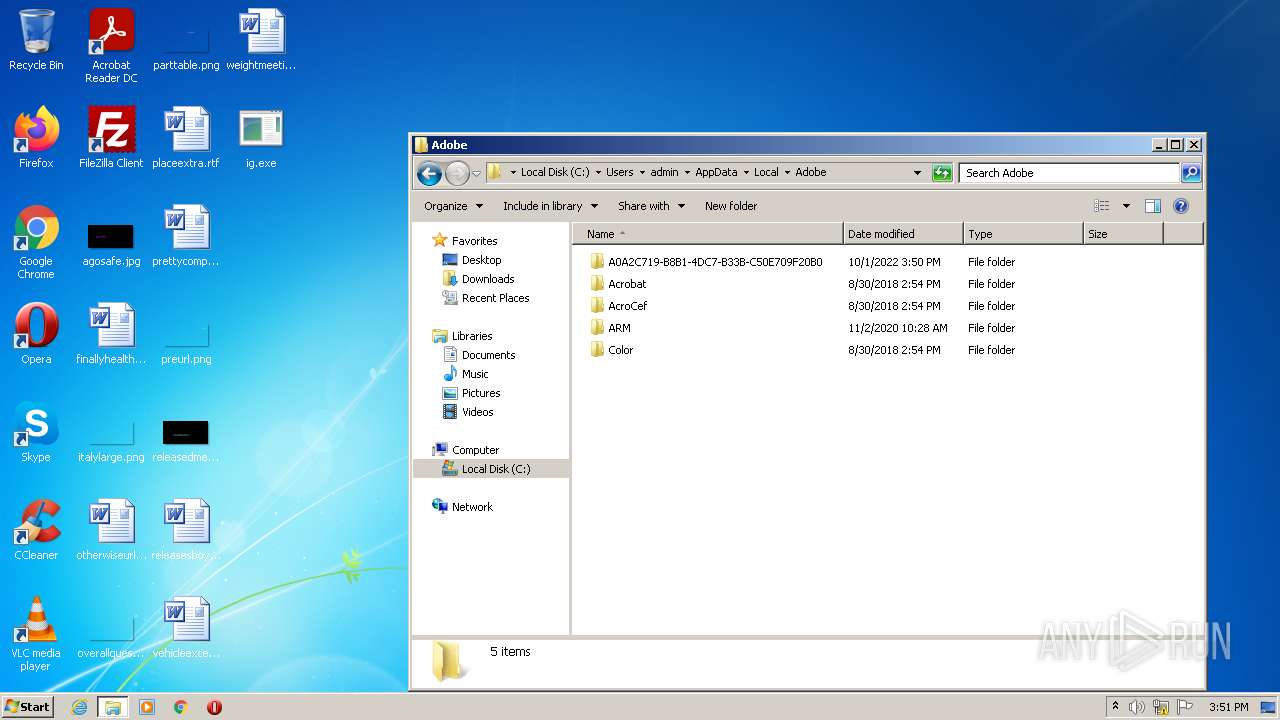 Recycle Bin
Acrobat
Reader DC
parttable.png
weightmeeti...
Firefox
FileZilla Client
placeextra.rtf
ig.exe
Google
Chrome
agosafe.jpg
prettycomp...
Opera
finallyhealth...
preurl.png
Skype
italylarge.png
releasedme...
CCleaner
otherwiseurl...
releasesboy...
VLC media
player
overallques...
vehicleexce...
Adobe
Local Disk (C:) Users admin AppData Local Adobe
Search Adobe
Organize Include in library Share with New folder
Favorites
Desktop
Downloads
Recent Places
Libraries
Documents
Music
Pictures
Videos
Computer
Local Disk (C:)
Network
Name Date modified Type Size
A0A2C719-B8B1-4DC7-B33B-C50E709F20BD 10/1/2022 3:50 PM File folder
Acrobat 8/30/2018 2:54 PM File folder
AcroCef 8/30/2018 2:54 PM File folder
ARM 11/2/2020 10:28 AM File folder
Color 8/30/2018 2:54 PM File folder
5 items
ANY RUN
Start
3:51 PM